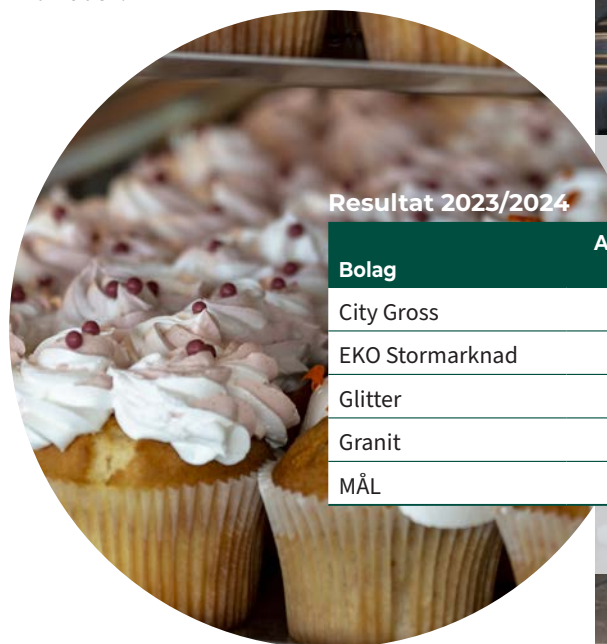 Resultat 2023/2024
Bolag
City Gross
EKO Stormarknad
Glitter
Granit
MÅL